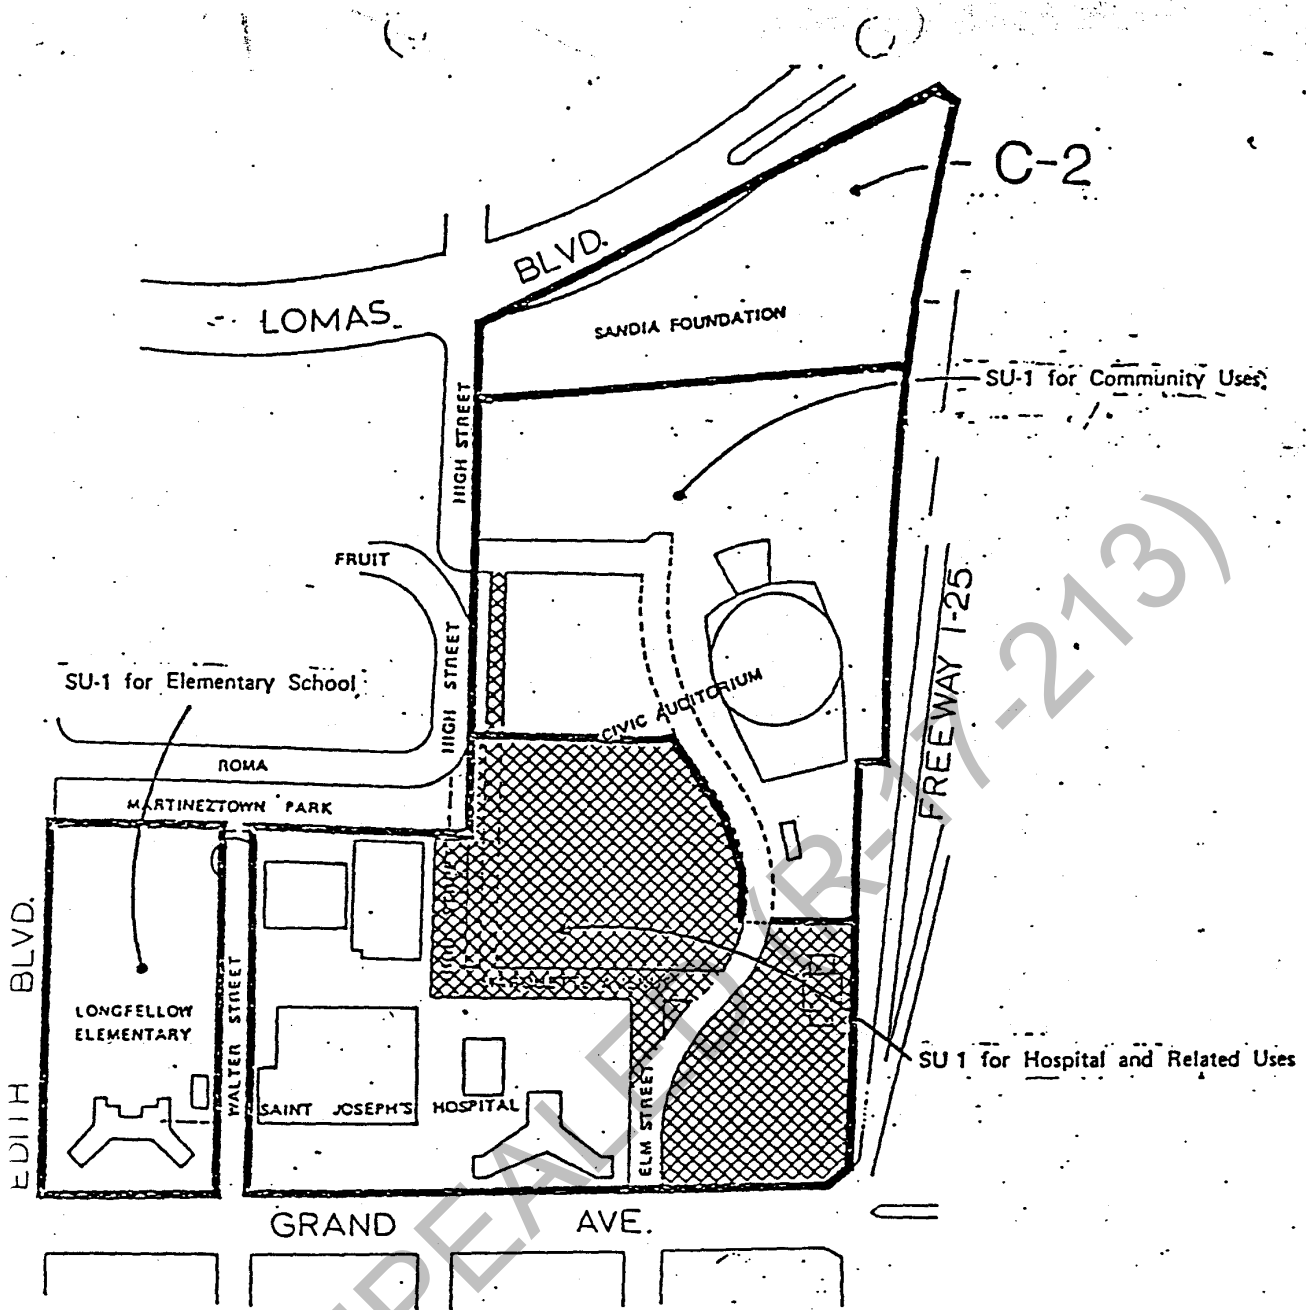 C-2
BLVD.
LOMAS
SANDIA FOUNDATION
SU-1 for Community Uses
HIGH STREET
FRUIT
FREEWAY I-25
HIGH STREET
SU-1 for Elementary School
CIVIC AUDITORIUM
ROMA
MARTINEZTOWN PARK
EDITH BLVD.
LONGFELLOW
ELEMENTARY
WALTER STREET
SU 1 for Hospital and Related Uses
SAINT JOSEPH'S HOSPITAL
ELM STREET
GRAND AVE.
(R-17-213)